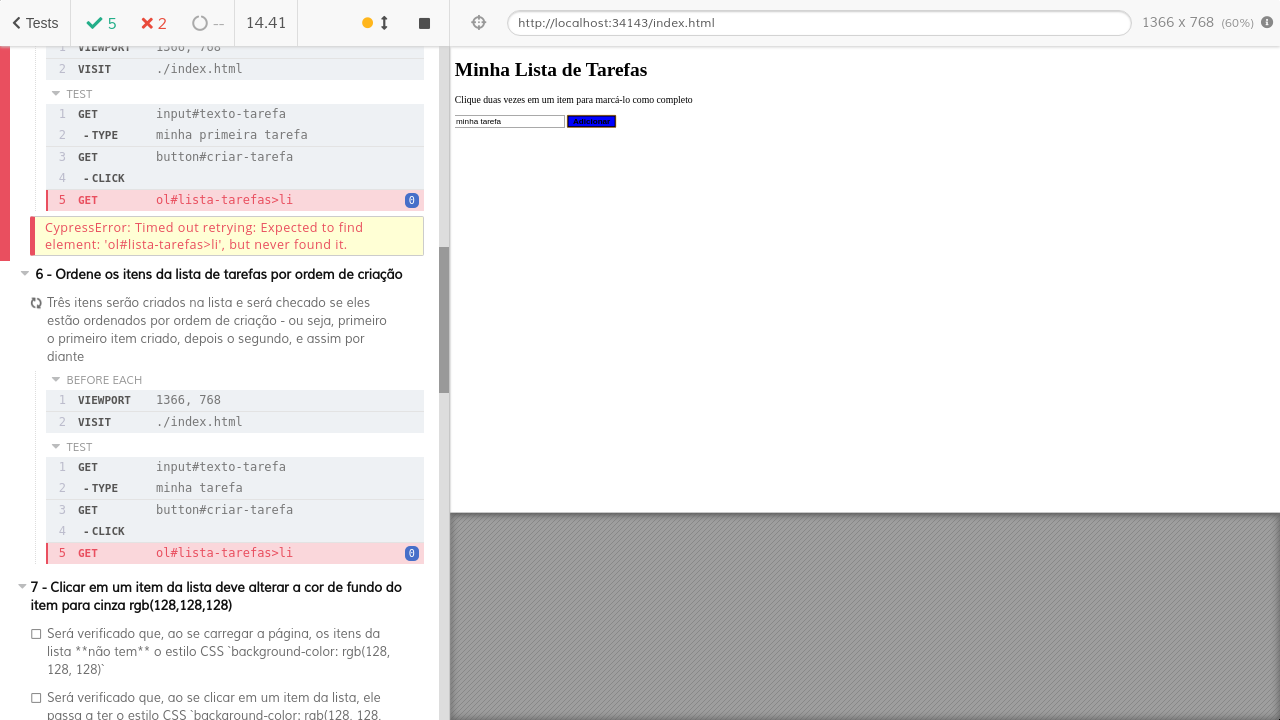 Tests
5
2
--
14.41
http://localhost:34143/index.html
1366 x 768 (60%)
1 VIEWPORT 1366, 768
2 VISIT ./index.html
TEST
1 GET input#texto-tarefa
2 -TYPE minha primeira tarefa
3 GET button#criar-tarefa
4 -CLICK
5 GET ol#lista-tarefas>li 0
CypressError: Timed out retrying: Expected to find
element: 'ol#lista-tarefas>li', but never found it.
6 - Ordene os itens da lista de tarefas por ordem de criação
Três itens serão criados na lista e será checado se eles
estão ordenados por ordem de criação - ou seja, primeiro
o primeiro item criado, depois o segundo, e assim por
diante
BEFORE EACH
1 VIEWPORT 1366, 768
2 VISIT ./index.html
TEST
1 GET input#texto-tarefa
2 -TYPE minha tarefa
3 GET button#criar-tarefa
4 -CLICK
5 GET ol#lista-tarefas>li 0
7 - Clicar em um item da lista deve alterar a cor de fundo do
item para cinza rgb(128,128,128)
Será verificado que, ao se carregar a página, os itens da
lista **não tem** o estilo CSS `background-color: rgb(128,
128, 128)`
Será verificado que, ao se clicar em um item da lista, ele
passa a ter o estilo CSS `background-color: rgb(128, 128,
Minha Lista de Tarefas
Clique duas vezes em um item para marcá-lo como completo
minha tarefa